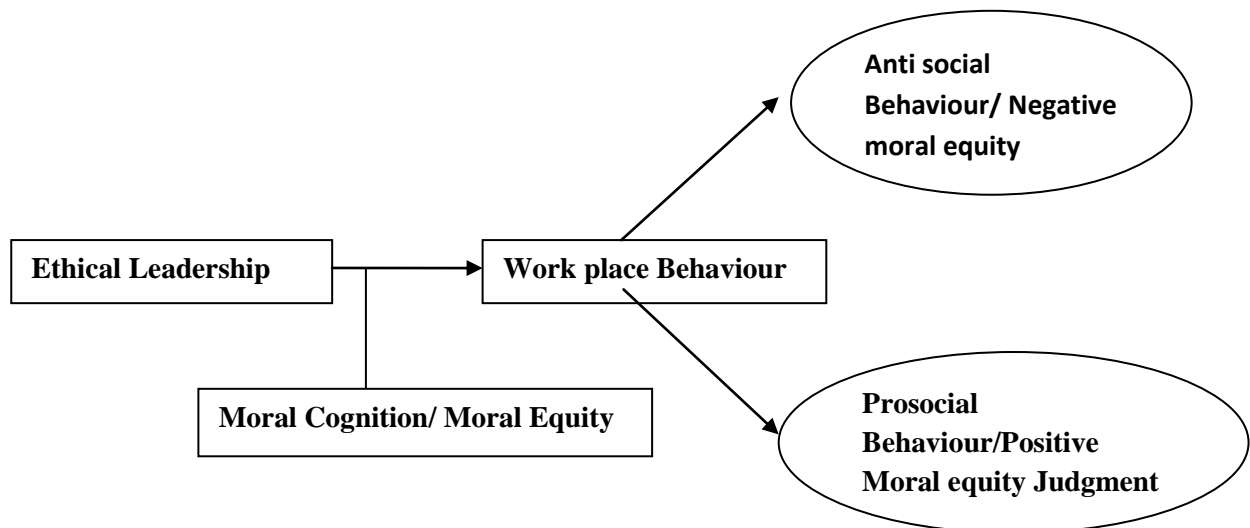 Anti social
Behaviour/ Negative
moral equity
Ethical Leadership
Work place Behaviour
Moral Cognition/ Moral Equity
Prosocial
Behaviour/Positive
Moral equity Judgment